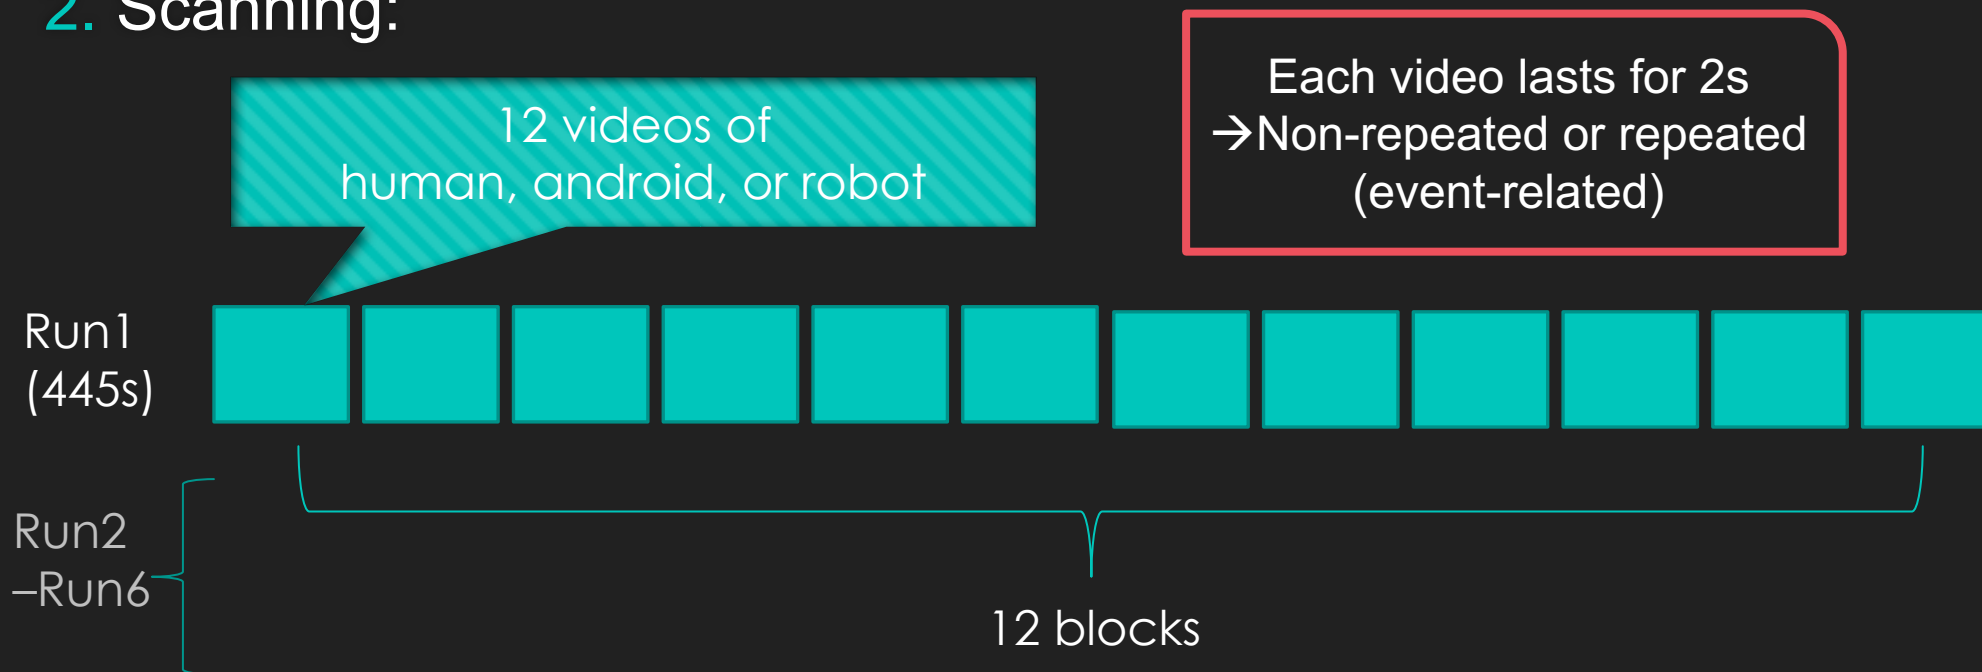 2. Scanning:
12 videos of
human, android, or robot
Each video lasts for 2s
→Non-repeated or repeated
(event-related)
Run1
(445s)
Run2
–Run6
12 blocks